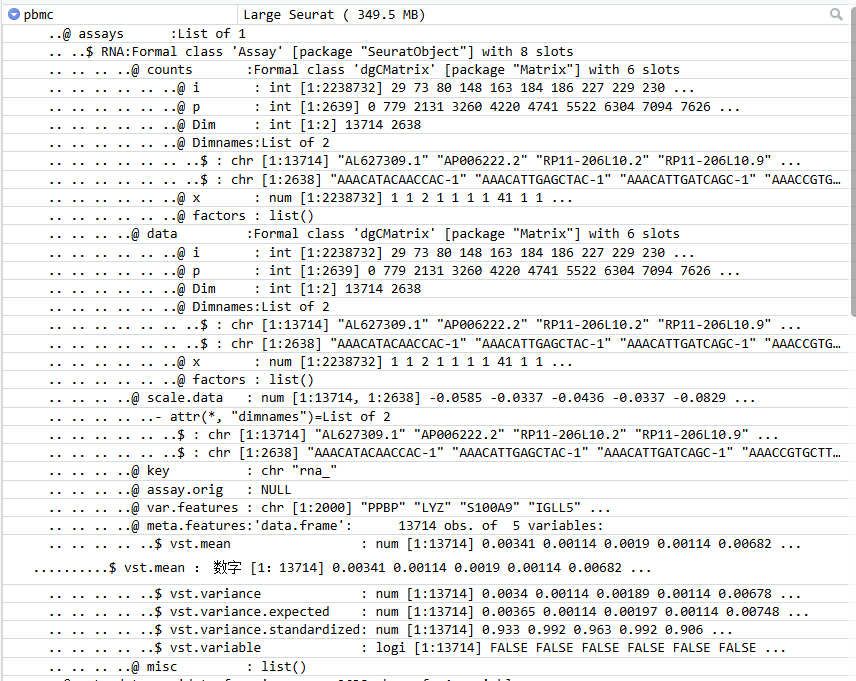 pbmc Large Seurat ( 349.5 MB)
..@ assays :List of 1
.. ..$ RNA:Formal class 'Assay' [package "SeuratObject"] with 8 slots
.. .. .. ..@ counts :Formal class 'dgCMatrix' [package "Matrix"] with 6 slots
.. .. .. .. .. ..@ i : int [1:2238732] 29 73 80 148 163 184 186 227 229 230 ...
.. .. .. .. .. ..@ p : int [1:2639] 0 779 2131 3260 4220 4741 5522 6304 7094 7626 ...
.. .. .. .. .. ..@ Dim : int [1:2] 13714 2638
.. .. .. .. .. ..@ Dimnames:List of 2
.. .. .. .. .. .. ..$ : chr [1:13714] "AL627309.1" "AP006222.2" "RP11-206L10.2" "RP11-206L10.9" ...
.. .. .. .. .. .. ..$ : chr [1:2638] "AAACATACAACCAC-1" "AAACATTGAGCTAC-1" "AAACATTGATCAGC-1" "AAACCGTG…
.. .. .. .. .. ..@ x : num [1:2238732] 1 1 2 1 1 1 1 41 1 1 ...
.. .. .. .. .. ..@ factors : list()
.. .. .. ..@ data :Formal class 'dgCMatrix' [package "Matrix"] with 6 slots
.. .. .. .. .. ..@ i : int [1:2238732] 29 73 80 148 163 184 186 227 229 230 ...
.. .. .. .. .. ..@ p : int [1:2639] 0 779 2131 3260 4220 4741 5522 6304 7094 7626 ...
.. .. .. .. .. ..@ Dim : int [1:2] 13714 2638
.. .. .. .. .. ..@ Dimnames:List of 2
.. .. .. .. .. .. ..$ : chr [1:13714] "AL627309.1" "AP006222.2" "RP11-206L10.2" "RP11-206L10.9" ...
.. .. .. .. .. .. ..$ : chr [1:2638] "AAACATACAACCAC-1" "AAACATTGAGCTAC-1" "AAACATTGATCAGC-1" "AAACCGTG…
.. .. .. .. .. ..@ x : num [1:2238732] 1 1 2 1 1 1 1 41 1 1 ...
.. .. .. .. .. ..@ factors : list()
.. .. .. ..@ scale.data : num [1:13714, 1:2638] -0.0585 -0.0337 -0.0436 -0.0337 -0.0829 ...
.. .. .. .. ..- attr(*, "dimnames")=List of 2
.. .. .. .. .. ..$ : chr [1:13714] "AL627309.1" "AP006222.2" "RP11-206L10.2" "RP11-206L10.9" ...
.. .. .. .. .. ..$ : chr [1:2638] "AAACATACAACCAC-1" "AAACATTGAGCTAC-1" "AAACATTGATCAGC-1" "AAACCGTGCTT…
.. .. .. ..@ key : chr "rna_"
.. .. .. ..@ assay.orig : NULL
.. .. .. ..@ var.features : chr [1:2000] "PPBP" "LYZ" "S100A9" "IGLL5" ...
.. .. .. ..@ meta.features:'data.frame': 13714 obs. of 5 variables:
.. .. .. .. ..$ vst.mean : num [1:13714] 0.00341 0.00114 0.0019 0.00114 0.00682 ...
..........$ vst.mean : 数字 [1: 13714] 0.00341 0.00114 0.0019 0.00114 0.00682 ...
.. .. .. .. ..$ vst.variance : num [1:13714] 0.0034 0.00114 0.00189 0.00114 0.00678 ...
.. .. .. .. ..$ vst.variance.expected : num [1:13714] 0.00365 0.00114 0.00197 0.00114 0.00748 ...
.. .. .. .. ..$ vst.variance.standardized: num [1:13714] 0.933 0.992 0.963 0.992 0.906 ...
.. .. .. .. ..$ vst.variable : logi [1:13714] FALSE FALSE FALSE FALSE FALSE FALSE ...
.. .. .. ..@ misc : list()